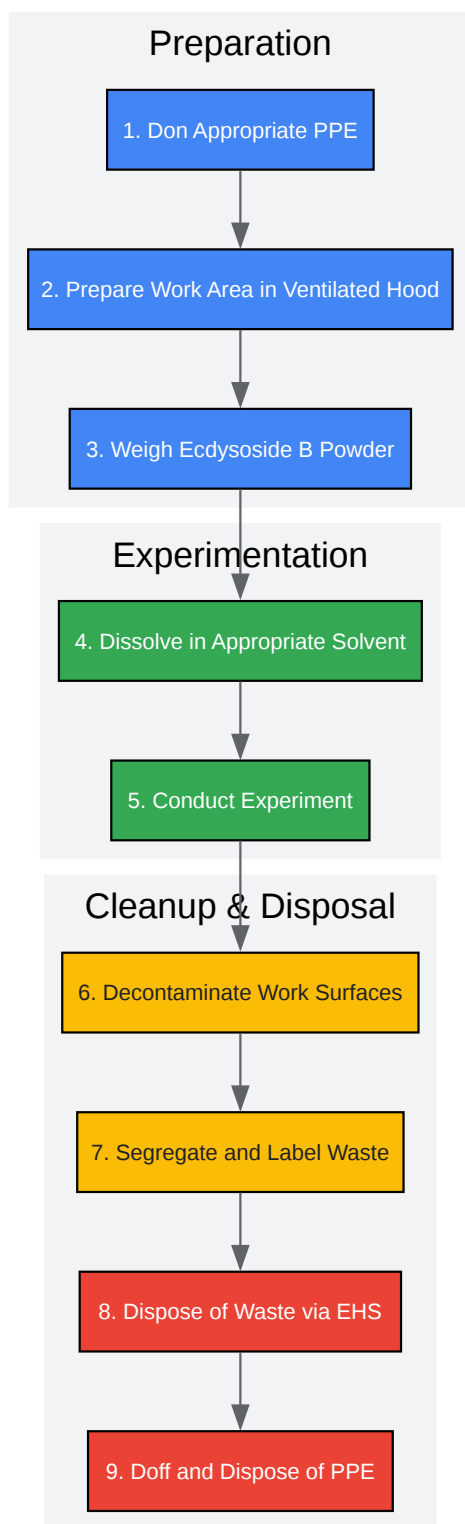 Preparation
1. Don Appropriate PPE
2. Prepare Work Area in Ventilated Hood
3. Weigh Ecdysoside B Powder
Experimentation
4. Dissolve in Appropriate Solvent
5. Conduct Experiment
Cleanup & Disposal
6. Decontaminate Work Surfaces
7. Segregate and Label Waste
8. Dispose of Waste via EHS
9. Doff and Dispose of PPE